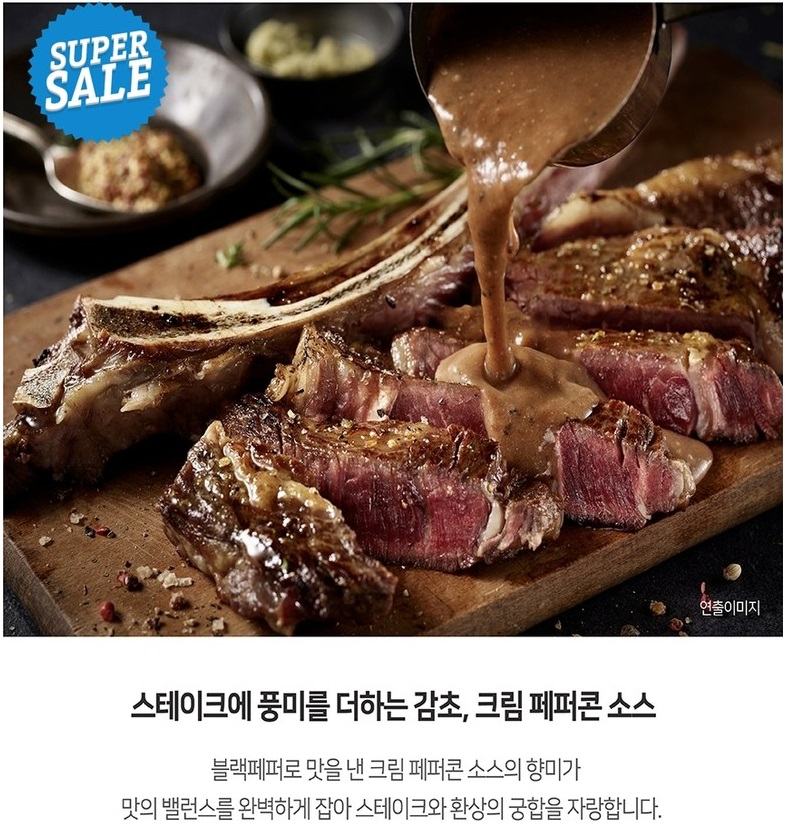 SUPER
SALE
연출이미지
스테이크에 풍미를 더하는 감초, 크림 페퍼콘 소스
블랙페퍼로 맛을 낸 크림 페퍼콘 소스의 향미가
맛의 밸런스를 완벽하게 잡아 스테이크와 환상의 궁합을 자랑합니다.